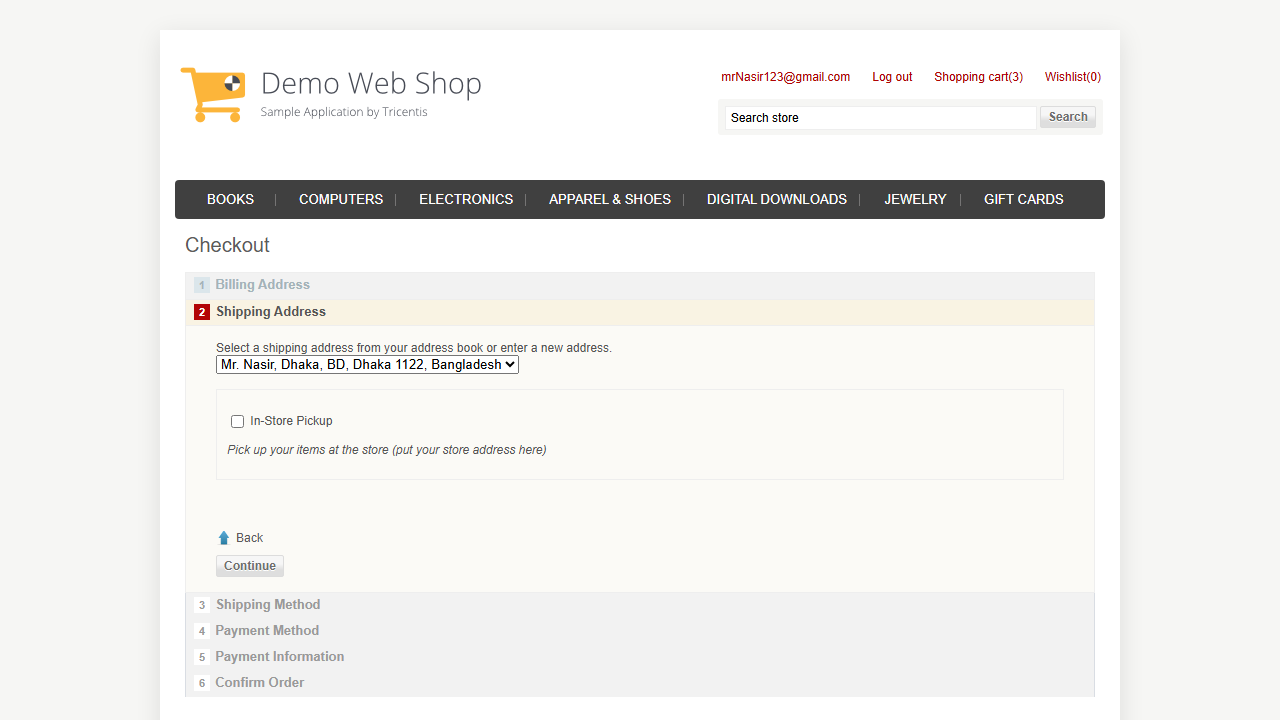 Demo Web Shop
Sample Application by Tricentis
mrNasir123@gmail.com Log out Shopping cart(3) Wishlist(0)
Search store Search
BOOKS COMPUTERS ELECTRONICS APPAREL & SHOES DIGITAL DOWNLOADS JEWELRY GIFT CARDS
Checkout
1 Billing Address
2 Shipping Address
Select a shipping address from your address book or enter a new address.
Mr. Nasir, Dhaka, BD, Dhaka 1122, Bangladesh
In-Store Pickup
Pick up your items at the store (put your store address here)
Back
Continue
3 Shipping Method
4 Payment Method
5 Payment Information
6 Confirm Order